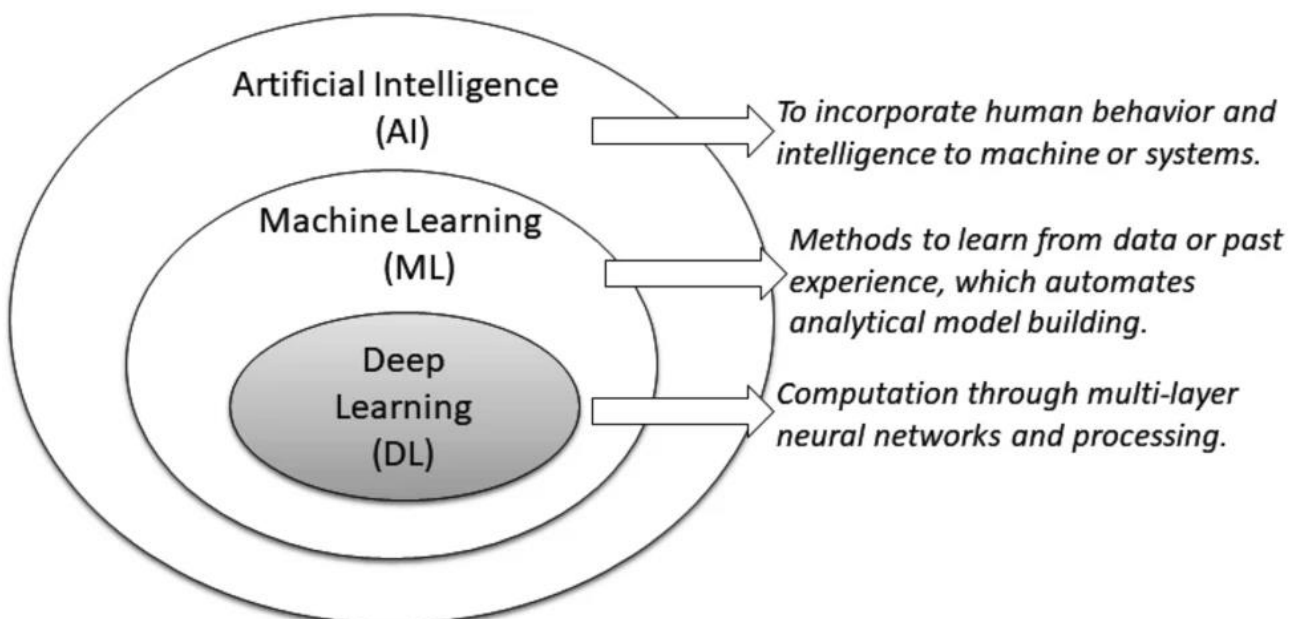 Artificial Intelligence
(AI)
To incorporate human behavior and
intelligence to machine or systems.
Machine Learning
(ML)
Methods to learn from data or past
experience, which automates
analytical model building.
Deep
Learning
(DL)
Computation through multi-layer
neural networks and processing.